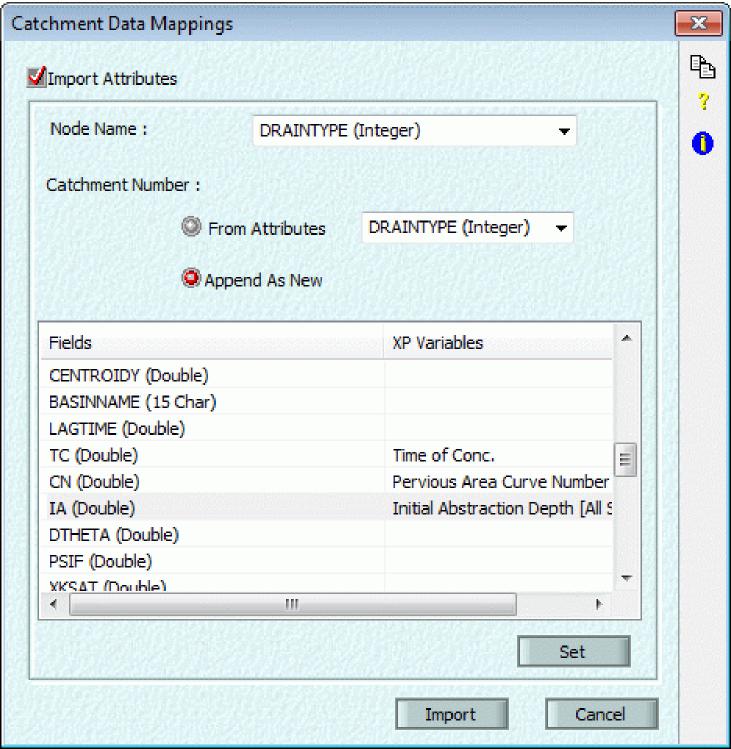 Catchment Data Mappings
Import Attributes
Node Name :
DRAINTYPE (Integer)
Catchment Number :
From Attributes
DRAINTYPE (Integer)
Append As New
Fields XP Variables
CENTROIDY (Double)
BASINNAME (15 Char)
LAGTIME (Double)
TC (Double) Time of Conc.
CN (Double) Pervious Area Curve Number
IA (Double) Initial Abstraction Depth [All S
DTHETA (Double)
PSIF (Double)
XKSAT (Double)
Set
Import Cancel